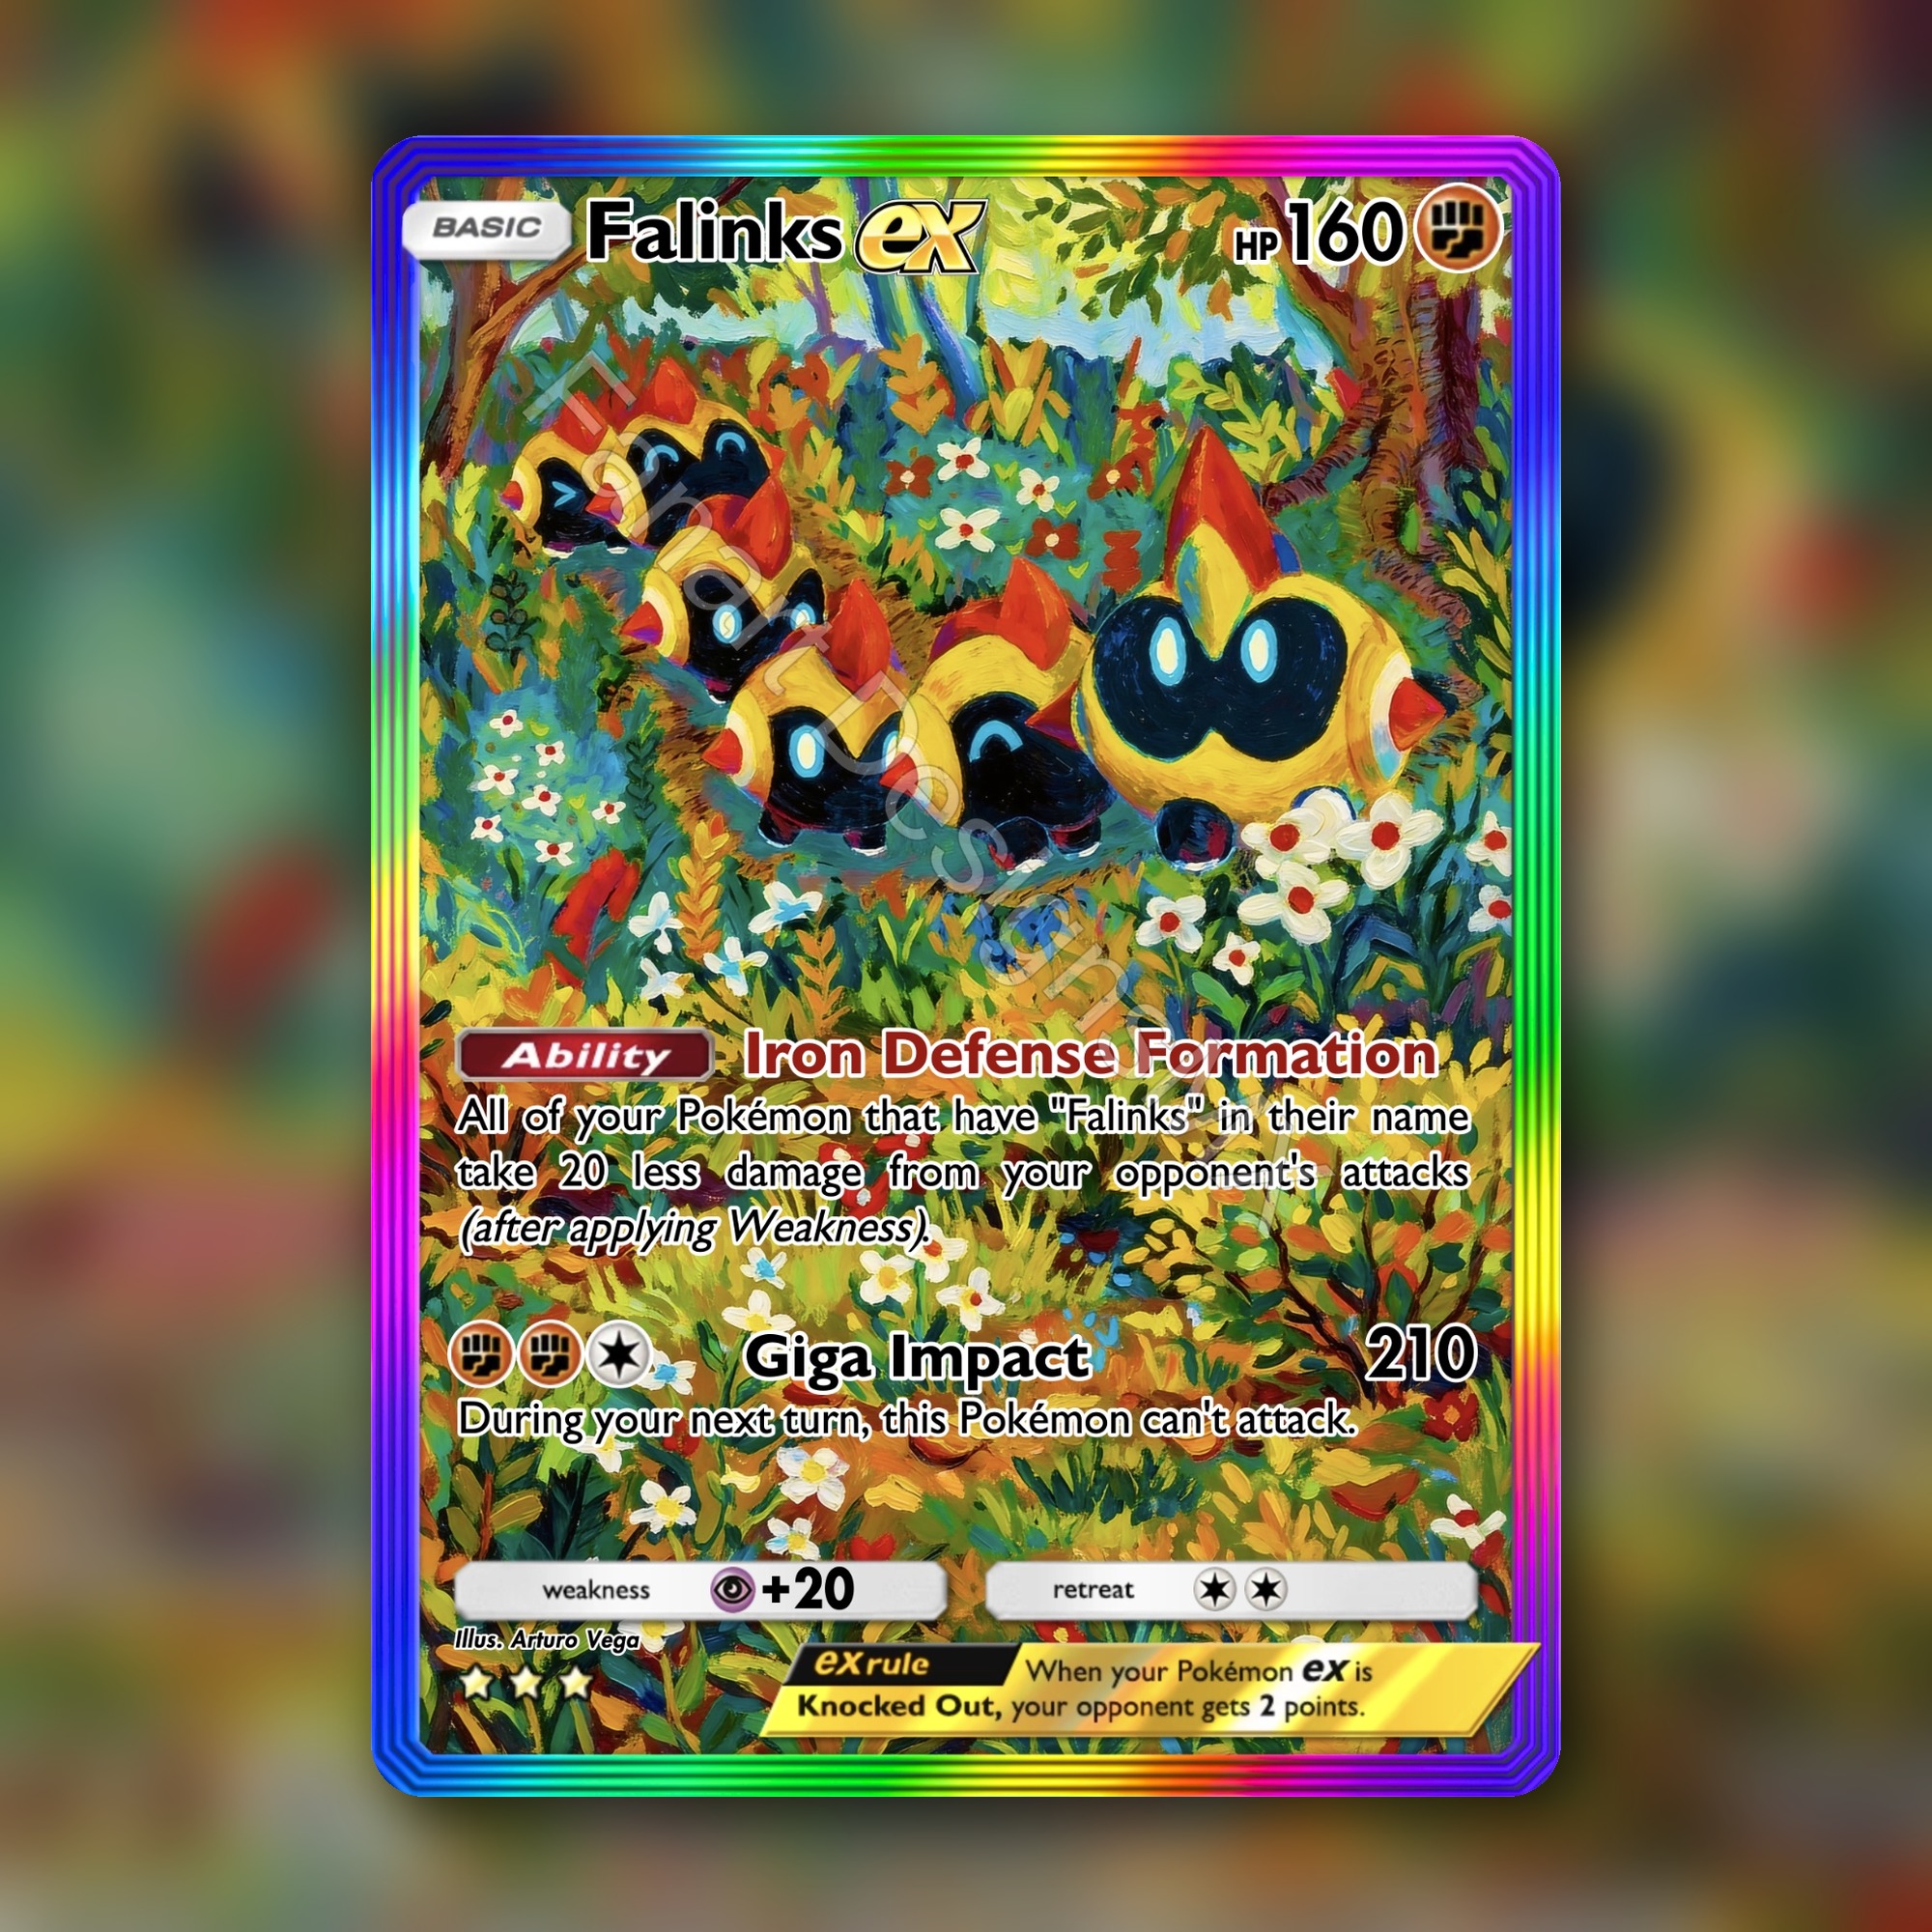 BASIC Falinks ex HP 160
Fanart Design
Ability Iron Defense Formation
All of your Pokémon that have "Falinks" in their name
take 20 less damage from your opponent's attacks
(after applying Weakness).
Giga Impact 210
During your next turn, this Pokémon can't attack.
weakness +20 retreat
Illus. Arturo Vega
ex rule When your Pokémon ex is
Knocked Out, your opponent gets 2 points.